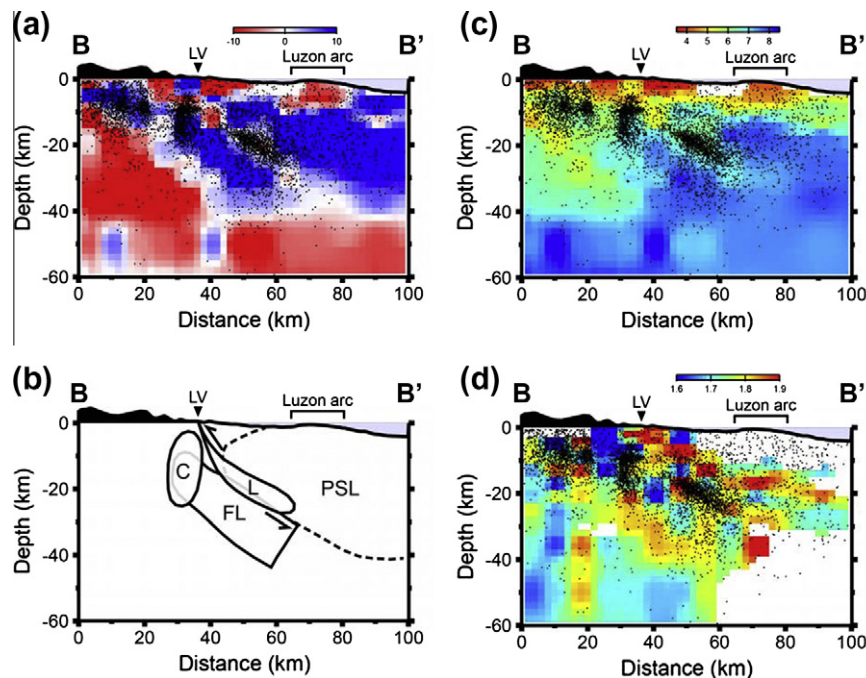 (a)
B
LV
-10 0 10
Luzon arc
B'
0
-20
-40
-60
Depth (km)
0 20 40 60 80 100
Distance (km)
(c)
B
LV
4 5 6 7 8
Luzon arc
B'
0
-20
-40
-60
Depth (km)
0 20 40 60 80 100
Distance (km)
(b)
B
LV
Luzon arc
B'
0
-20
-40
-60
Depth (km)
C
L
FL
PSL
0 20 40 60 80 100
Distance (km)
(d)
B
LV
1.6 1.7 1.8 1.9
Luzon arc
B'
0
-20
-40
-60
Depth (km)
0 20 40 60 80 100
Distance (km)